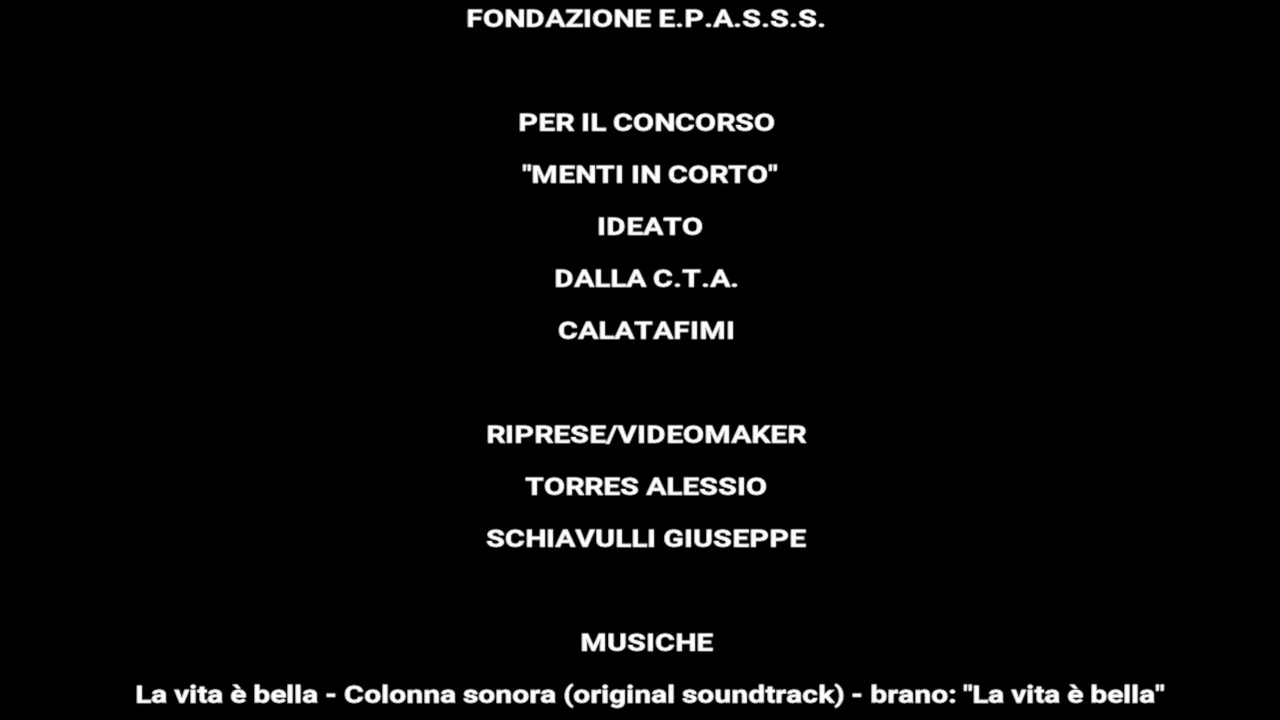 FONDAZIONE E.P.A.S.S.S.
PER IL CONCORSO
"MENTI IN CORTO"
IDEATO
DALLA C.T.A.
CALATAFIMI
RIPRESE/VIDEOMAKER
TORRES ALESSIO
SCHIAVULLI GIUSEPPE
MUSICHE
La vita è bella - Colonna sonora (original soundtrack) - brano: "La vita è bella"